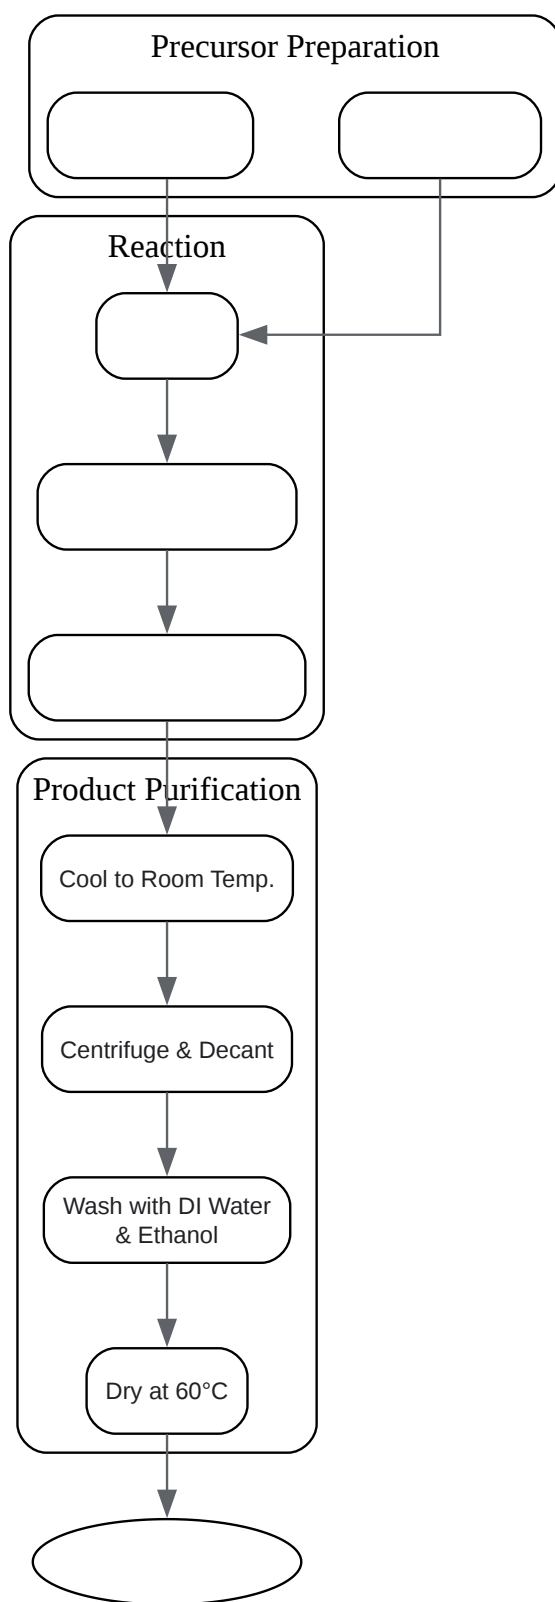 Precursor Preparation
Reaction
Product Purification
Cool to Room Temp.
Centrifuge & Decant
Wash with DI Water
& Ethanol
Dry at 60°C